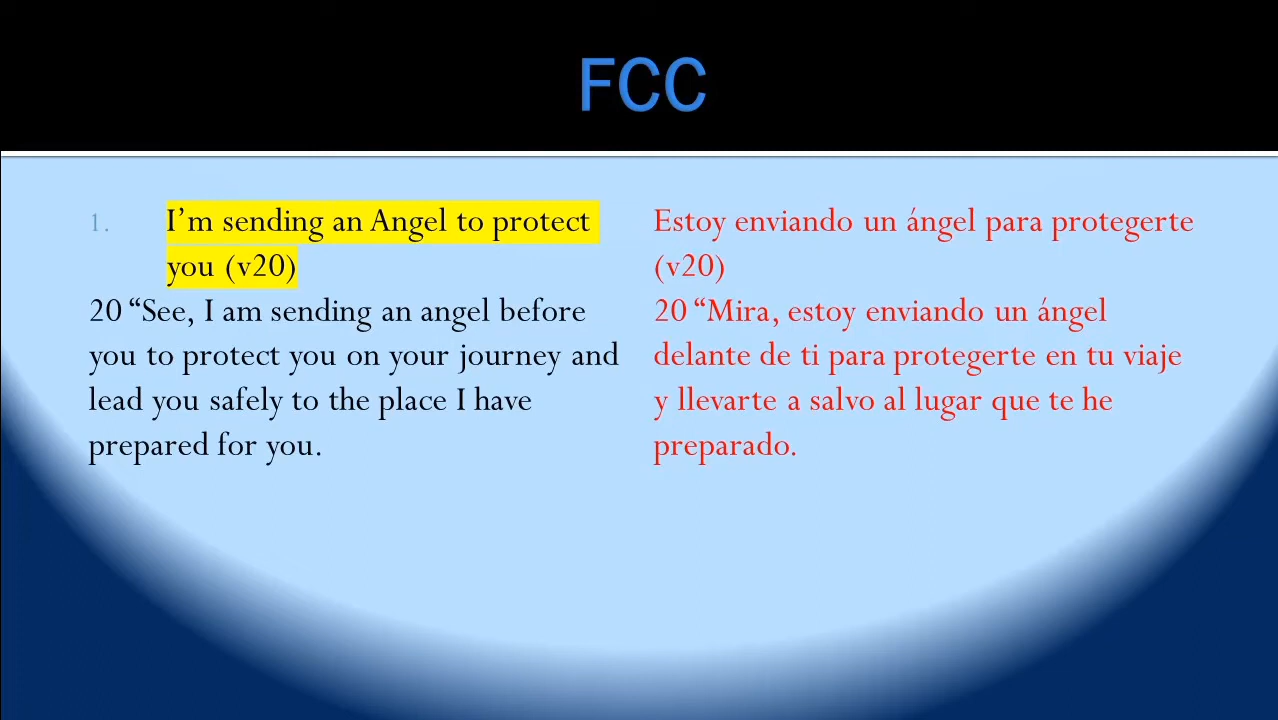 FCC
1. I’m sending an Angel to protect
you (v20)
20 “See, I am sending an angel before
you to protect you on your journey and
lead you safely to the place I have
prepared for you.
Estoy enviando un ángel para protegerte
(v20)
20 “Mira, estoy enviando un ángel
delante de ti para protegerte en tu viaje
y llevarte a salvo al lugar que te he
preparado.